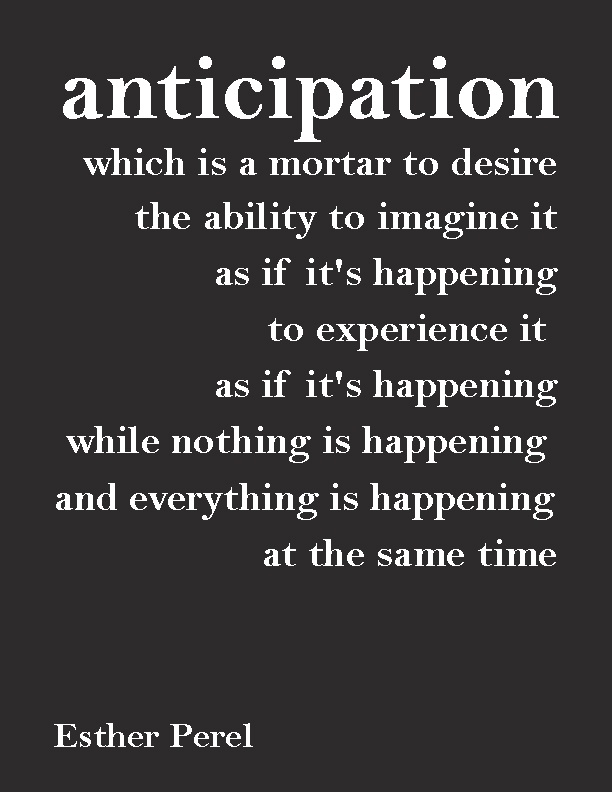 anticipation
which is a mortar to desire
the ability to imagine it
as if it's happening
to experience it
as if it's happening
while nothing is happening
and everything is happening
at the same time
Esther Perel